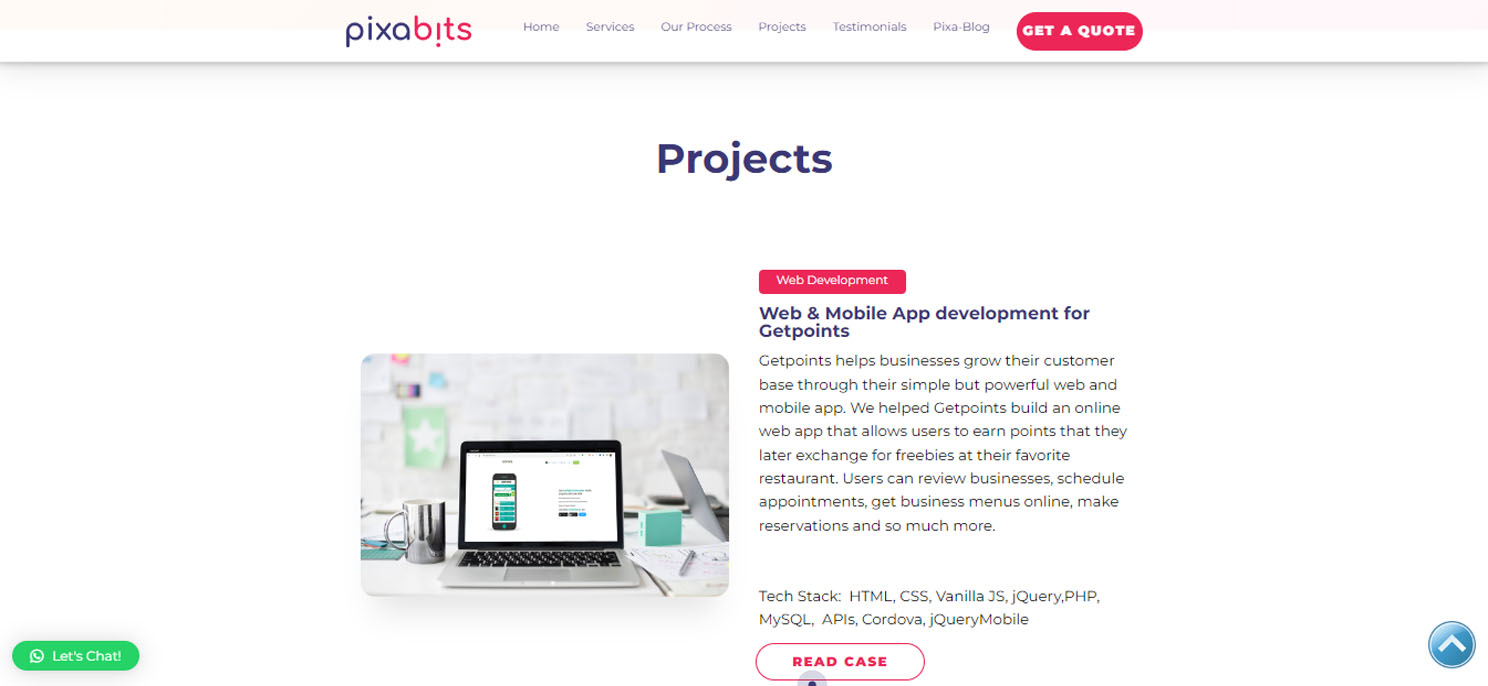 pixabits
Home
Services
Our Process
Projects
Testimonials
Pixa-Blog
GET A QUOTE
Projects
Web Development
Web & Mobile App development for
Getpoints
Getpoints helps businesses grow their customer
base through their simple but powerful web and
mobile app. We helped Getpoints build an online
web app that allows users to earn points that they
later exchange for freebies at their favorite
restaurant. Users can review businesses, schedule
appointments, get business menus online, make
reservations and so much more.
Tech Stack:  HTML, CSS, Vanilla JS, jQuery,PHP,
MySQL,  APIs, Cordova, jQueryMobile
READ CASE
Let's Chat!